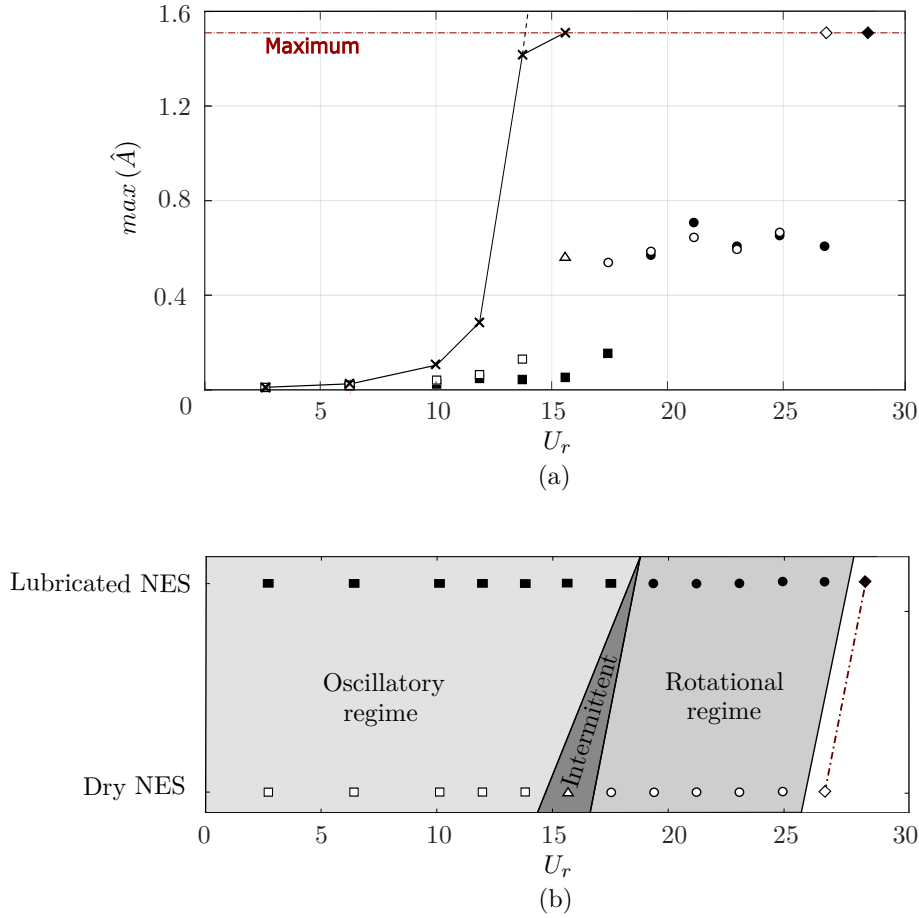 1.6
Maximum
1.2
max (Â)
0.8
0.4
0
5
10
15
20
25
30
U_r
(a)
Lubricated NES
Oscillatory
regime
Intermittent
Rotational
regime
Dry NES
0
5
10
15
20
25
30
U_r
(b)